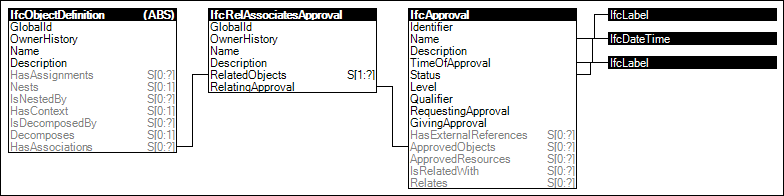 IfcObjectDefinition (ABS)
GlobalId
OwnerHistory
Name
Description
HasAssignments S[0:?]
Nests S[0:1]
IsNestedBy S[0:?]
HasContext S[0:1]
IsDecomposedBy S[0:?]
Decomposes S[0:1]
HasAssociations S[0:?]
IfcRelAssociatesApproval
GlobalId
OwnerHistory
Name
Description
RelatedObjects S[1:?]
RelatingApproval
IfcApproval
Identifier
Name
Description
TimeOfApproval
Status
Level
Qualifier
RequestingApproval
GivingApproval
HasExternalReferences S[0:?]
ApprovedObjects S[0:?]
ApprovedResources S[0:?]
IsRelatedWith S[0:?]
Relates S[0:?]
IfcLabel
IfcDateTime
IfcLabel